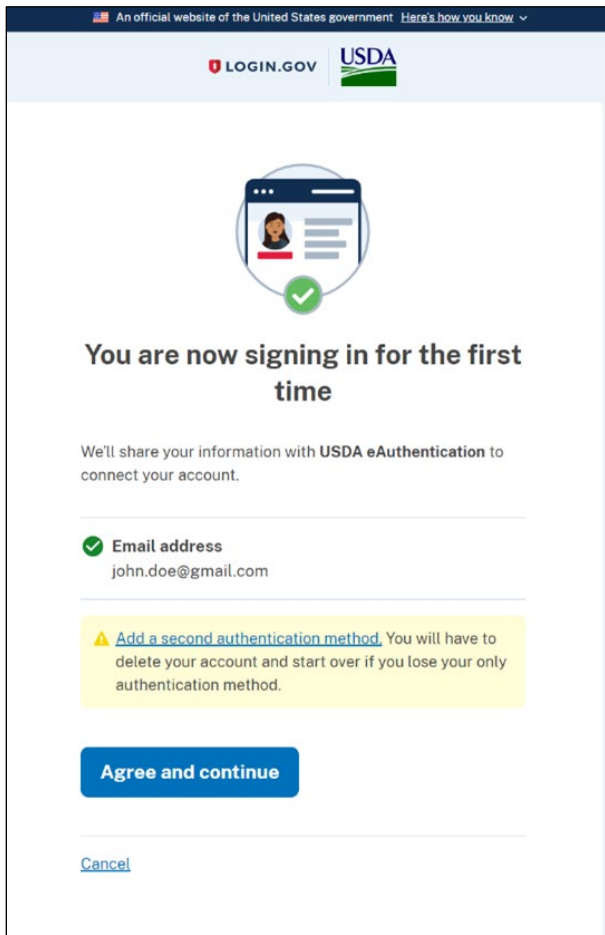 An official website of the United States government Here's how you know
LOGIN.GOV USDA
You are now signing in for the first
time
We'll share your information with USDA eAuthentication to
connect your account.
Email address
john.doe@gmail.com
Add a second authentication method. You will have to
delete your account and start over if you lose your only
authentication method.
Agree and continue
Cancel